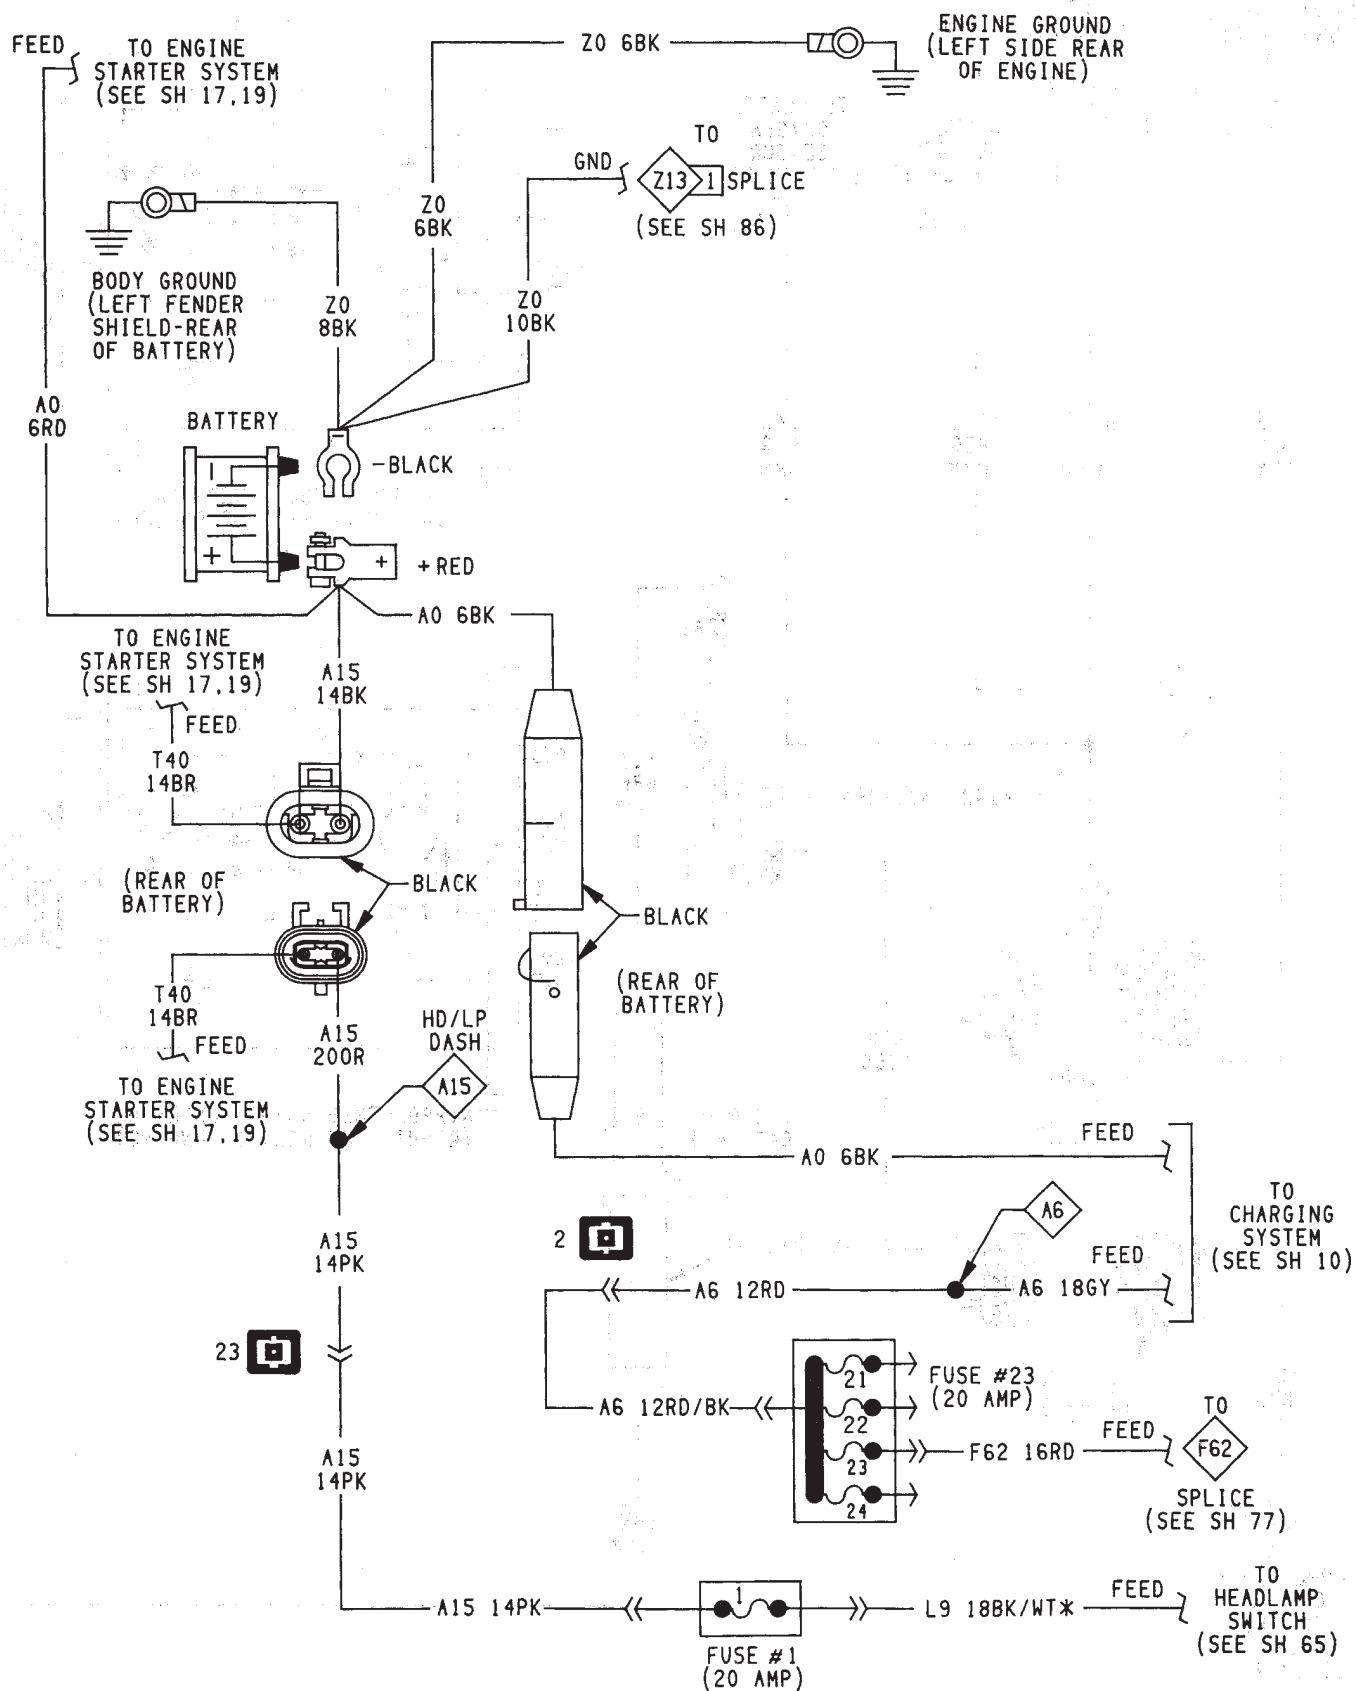 FEED
TO ENGINE
STARTER SYSTEM
(SEE SH 17,19)
Z0 6BK
ENGINE GROUND
(LEFT SIDE REAR
OF ENGINE)
TO
GND
Z13
1
SPLICE
(SEE SH 86)
Z0
6BK
BODY GROUND
(LEFT FENDER
SHIELD-REAR
OF BATTERY)
Z0
8BK
Z0
10BK
A0
6RD
BATTERY
-
-BLACK
+
+
+RED
A0 6BK
TO ENGINE
STARTER SYSTEM
(SEE SH 17,19)
FEED
A15
14BK
T40
14BR
(REAR OF
BATTERY)
BLACK
BLACK
(REAR OF
BATTERY)
T40
14BR
FEED
A15
200R
HD/LP
DASH
A15
TO ENGINE
STARTER SYSTEM
(SEE SH 17,19)
FEED
A0 6BK
A6
TO
CHARGING
SYSTEM
(SEE SH 10)
2
FEED
A6 12RD
A6 18GY
A15
14PK
23
21
FUSE #23
(20 AMP)
A6 12RD/BK
22
TO
FEED
F62 16RD
F62
23
24
SPLICE
(SEE SH 77)
A15
14PK
A15 14PK
1
FUSE #1
(20 AMP)
L9 18BK/WT*
FEED
TO
HEADLAMP
SWITCH
(SEE SH 65)